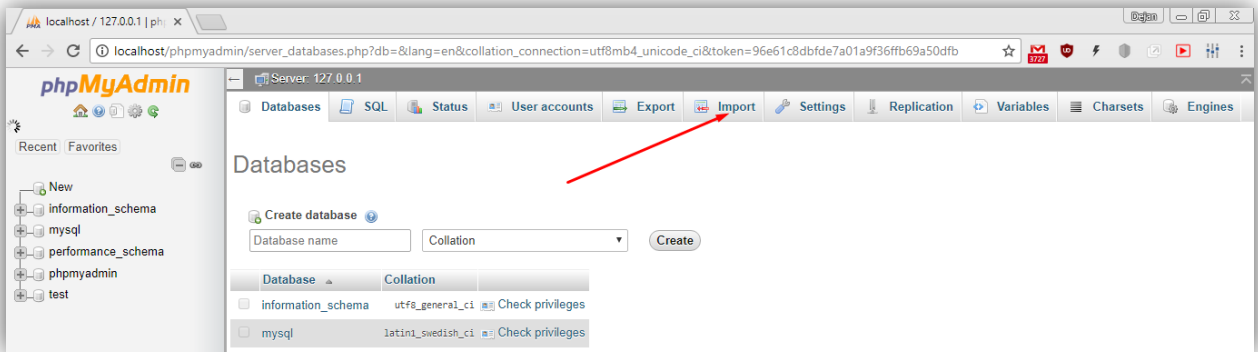 localhost / 127.0.0.1 | ph
Dejan
localhost/phpmyadmin/server_databases.php?db=&lang=en&collation_connection=utf8mb4_unicode_ci&token=96e61c8dbfde7a01a9f36ffb69a50dfb
3727
phpMyAdmin
Recent Favorites
New
information_schema
mysql
performance_schema
phpmyadmin
test
Server: 127.0.0.1
Databases SQL Status User accounts Export Import Settings Replication Variables Charsets Engines
Databases
Create database
Database name Collation Create
Database Collation
information_schema utf8_general_ci Check privileges
mysql latin1_swedish_ci Check privileges